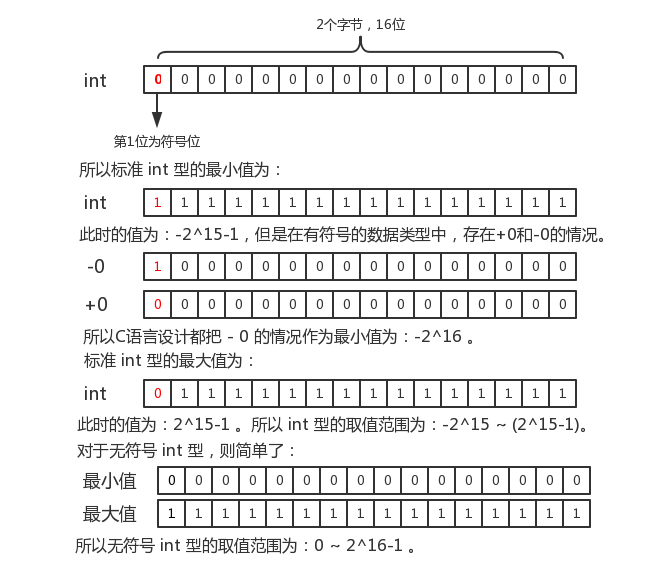 2个字节，16位
int 0 0 0 0 0 0 0 0 0 0 0 0 0 0 0 0
第1位为符号位
所以标准 int 型的最小值为：
int 1 1 1 1 1 1 1 1 1 1 1 1 1 1 1 1
此时的值为：-2^15-1，但是在有符号的数据类型中，存在+0和-0的情况。
-0 1 0 0 0 0 0 0 0 0 0 0 0 0 0 0 0
+0 0 0 0 0 0 0 0 0 0 0 0 0 0 0 0 0
所以C语言设计都把 - 0 的情况作为最小值为：-2^16 。
标准 int 型的最大值为：
int 0 1 1 1 1 1 1 1 1 1 1 1 1 1 1 1
此时的值为：2^15-1 。所以 int 型的取值范围为：-2^15 ~ (2^15-1)。
对于无符号 int 型，则简单了：
最小值 0 0 0 0 0 0 0 0 0 0 0 0 0 0 0 0
最大值 1 1 1 1 1 1 1 1 1 1 1 1 1 1 1 1
所以无符号 int 型的取值范围为：0 ~ 2^16-1 。